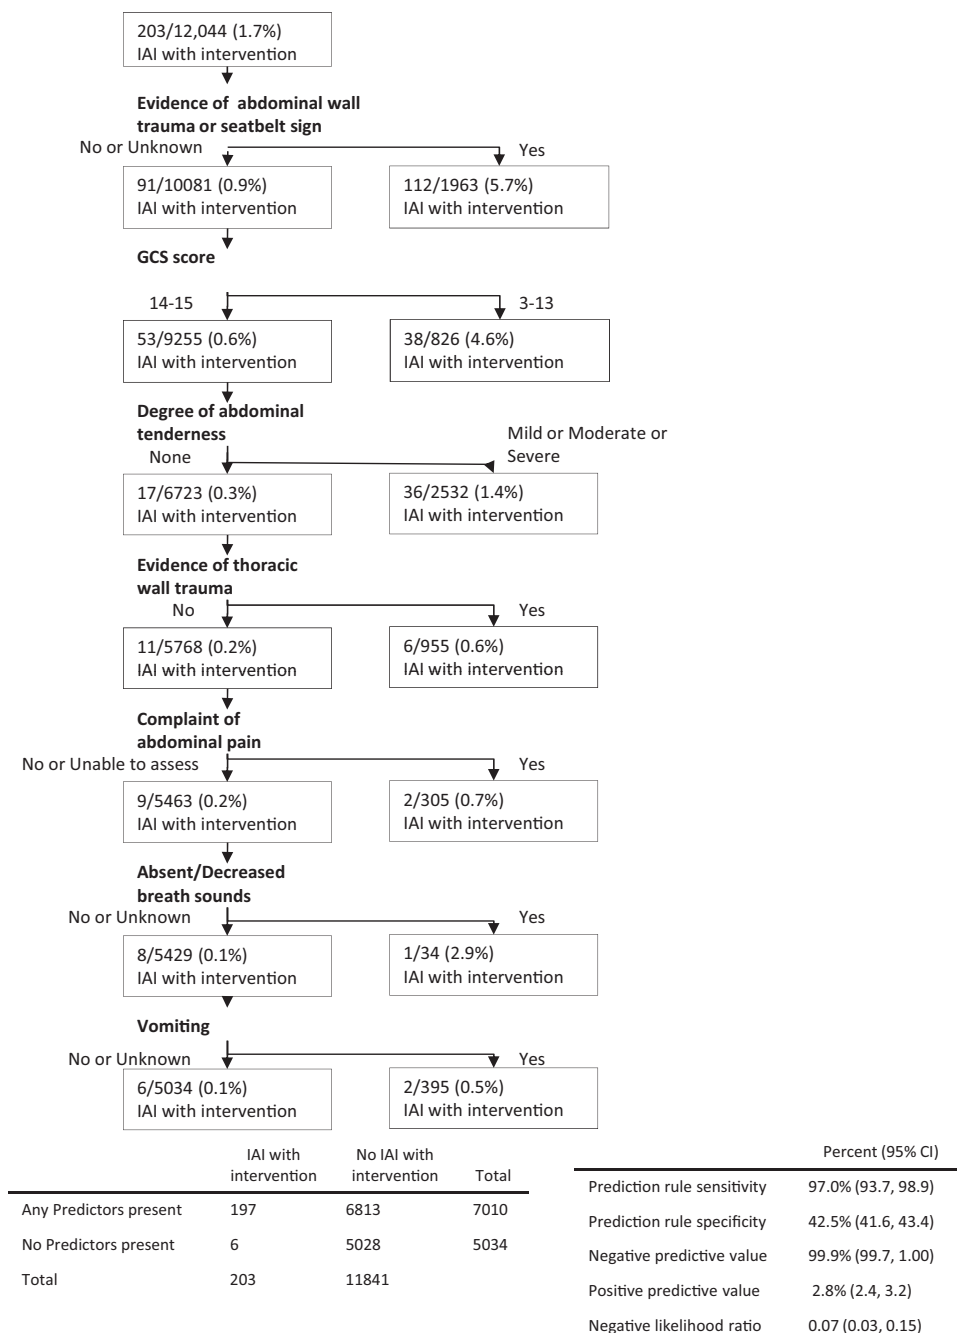 203/12,044 (1.7%)
IAI with intervention
Evidence of abdominal wall
trauma or seatbelt sign
No or Unknown
Yes
91/10081 (0.9%)
IAI with intervention
112/1963 (5.7%)
IAI with intervention
GCS score
14-15
3-13
53/9255 (0.6%)
IAI with intervention
38/826 (4.6%)
IAI with intervention
Degree of abdominal
tenderness
None
Mild or Moderate or
Severe
17/6723 (0.3%)
IAI with intervention
36/2532 (1.4%)
IAI with intervention
Evidence of thoracic
wall trauma
No
Yes
11/5768 (0.2%)
IAI with intervention
6/955 (0.6%)
IAI with intervention
Complaint of
abdominal pain
No or Unable to assess
Yes
9/5463 (0.2%)
IAI with intervention
2/305 (0.7%)
IAI with intervention
Absent/Decreased
breath sounds
No or Unknown
Yes
8/5429 (0.1%)
IAI with intervention
1/34 (2.9%)
IAI with intervention
Vomiting
No or Unknown
Yes
6/5034 (0.1%)
IAI with intervention
2/395 (0.5%)
IAI with intervention
IAI with
intervention
No IAI with
intervention
Total
Any Predictors present 197 6813 7010
No Predictors present 6 5028 5034
Total 203 11841
Percent (95% CI)
Prediction rule sensitivity 97.0% (93.7, 98.9)
Prediction rule specificity 42.5% (41.6, 43.4)
Negative predictive value 99.9% (99.7, 1.00)
Positive predictive value 2.8% (2.4, 3.2)
Negative likelihood ratio 0.07 (0.03, 0.15)